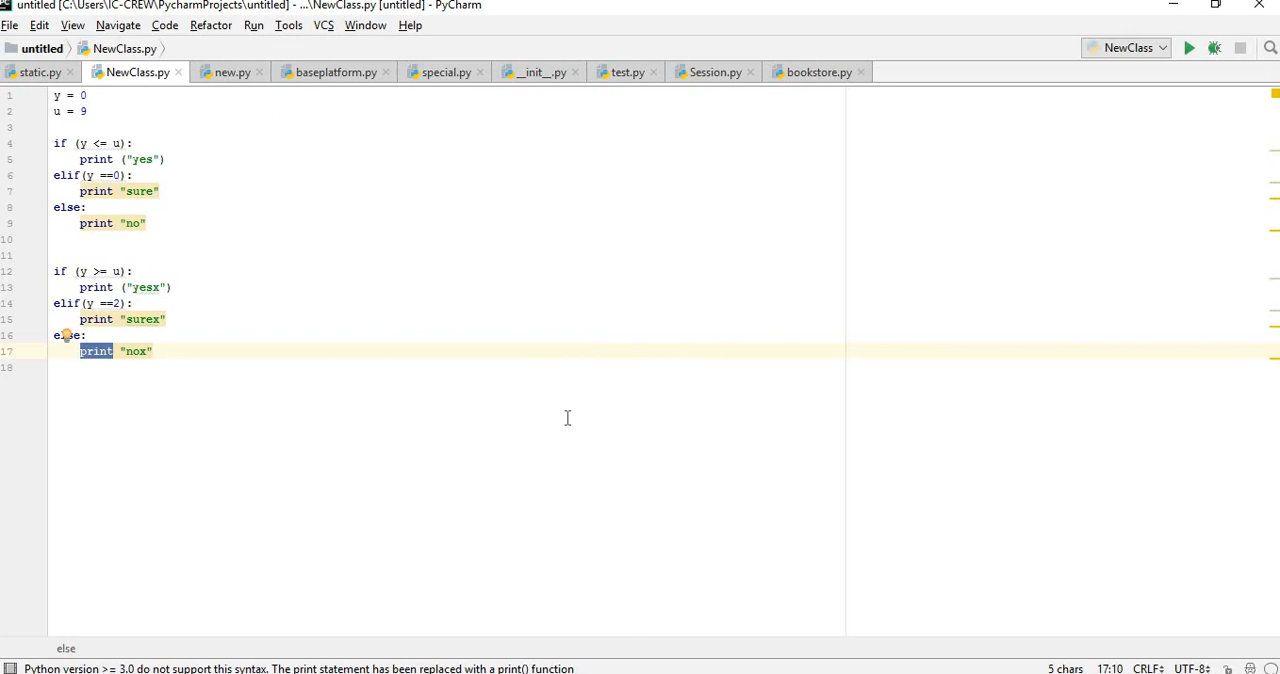 untitled [C:\Users\IC-CREW\PycharmProjects\untitled] - ...\NewClass.py [untitled] - PyCharm
File Edit View Navigate Code Refactor Run Tools VCS Window Help
untitled NewClass.py NewClass
static.py NewClass.py new.py baseplatform.py special.py __init__.py test.py Session.py bookstore.py
1 y = 0
2 u = 9
3
4 if (y <= u):
5 print ("yes")
6 elif(y ==0):
7 print "sure"
8 else:
9 print "no"
10
11
12 if (y >= u):
13 print ("yesx")
14 elif(y ==2):
15 print "surex"
16 else:
17 print "nox"
18
else
Python version >= 3.0 do not support this syntax. The print statement has been replaced with a print() function 5 chars 17:10 CRLF UTF-8